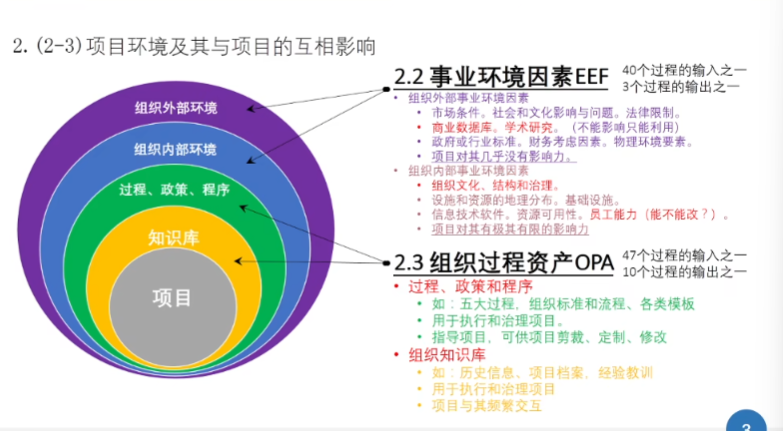 2. (2-3)项目环境及其与项目的互相影响
组织外部环境
组织内部环境
过程、政策、程序
知识库
项目
2.2 事业环境因素EEF
40个过程的输入之一
3个过程的输出之一
• 组织外部事业环境因素
• 市场条件。社会和文化影响与问题。法律限制。
• 商业数据库。学术研究。（不能影响只能利用）
• 政府或行业标准。财务考虑因素。物理环境要素。
• 项目对其几乎没有影响力。
• 组织内部事业环境因素
• 组织文化、结构和治理。
• 设施和资源的地理分布。基础设施。
• 信息技术软件。资源可用性。员工能力（能不能改？）。
• 项目对其有极其有限的影响力
2.3 组织过程资产OPA
47个过程的输入之一
10个过程的输出之一
• 过程、政策和程序
• 如：五大过程、组织标准和流程、各类模板
• 用于执行和治理项目。
• 指导项目，可供项目剪裁、定制、修改
• 组织知识库
• 如：历史信息、项目档案、经验教训
• 用于执行和治理项目
• 项目与其频繁交互
3